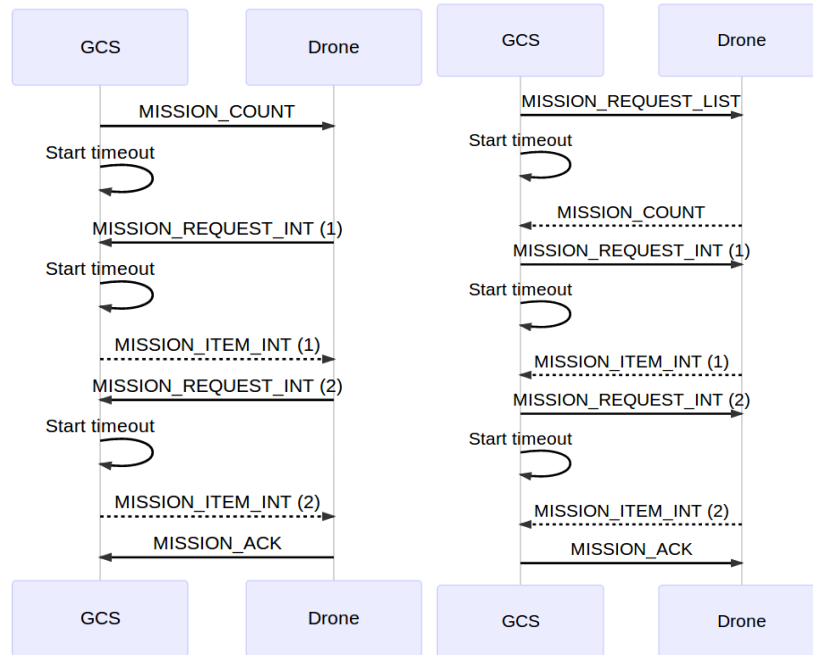 GCS
Drone
MISSION_COUNT
Start timeout
MISSION_REQUEST_INT (1)
Start timeout
MISSION_ITEM_INT (1)
MISSION_REQUEST_INT (2)
Start timeout
MISSION_ITEM_INT (2)
MISSION_ACK
GCS
Drone
GCS
Drone
MISSION_REQUEST_LIST
Start timeout
MISSION_COUNT
MISSION_REQUEST_INT (1)
Start timeout
MISSION_ITEM_INT (1)
MISSION_REQUEST_INT (2)
Start timeout
MISSION_ITEM_INT (2)
MISSION_ACK
GCS
Drone